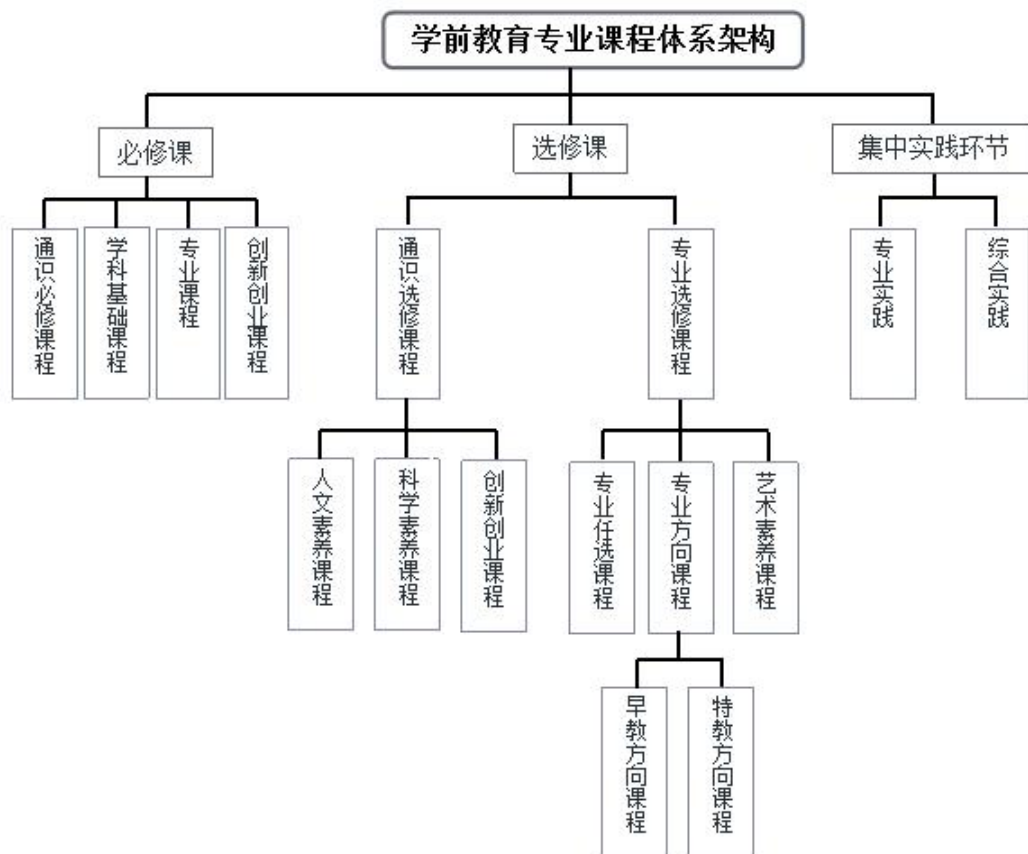 学前教育专业课程体系架构
必修课
选修课
集中实践环节
通识必修课程
学科基础课程
专业课程
创新创业课程
通识选修课程
专业选修课程
专业实践
综合实践
人文素养课程
科学素养课程
创新创业课程
专业任选课程
专业方向课程
艺术素养课程
早教方向课程
特教方向课程